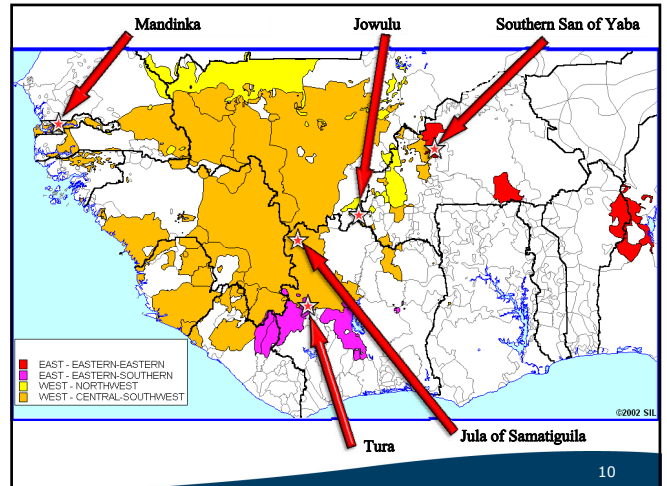 Mandinka
Jowulu
Southern San of Yaba
EAST - EASTERN-EASTERN
EAST - EASTERN-SOUTHERN
WEST - NORTHWEST
WEST - CENTRAL-SOUTHWEST
©2002 SIL
Tura
Jula of Samatiguila
10